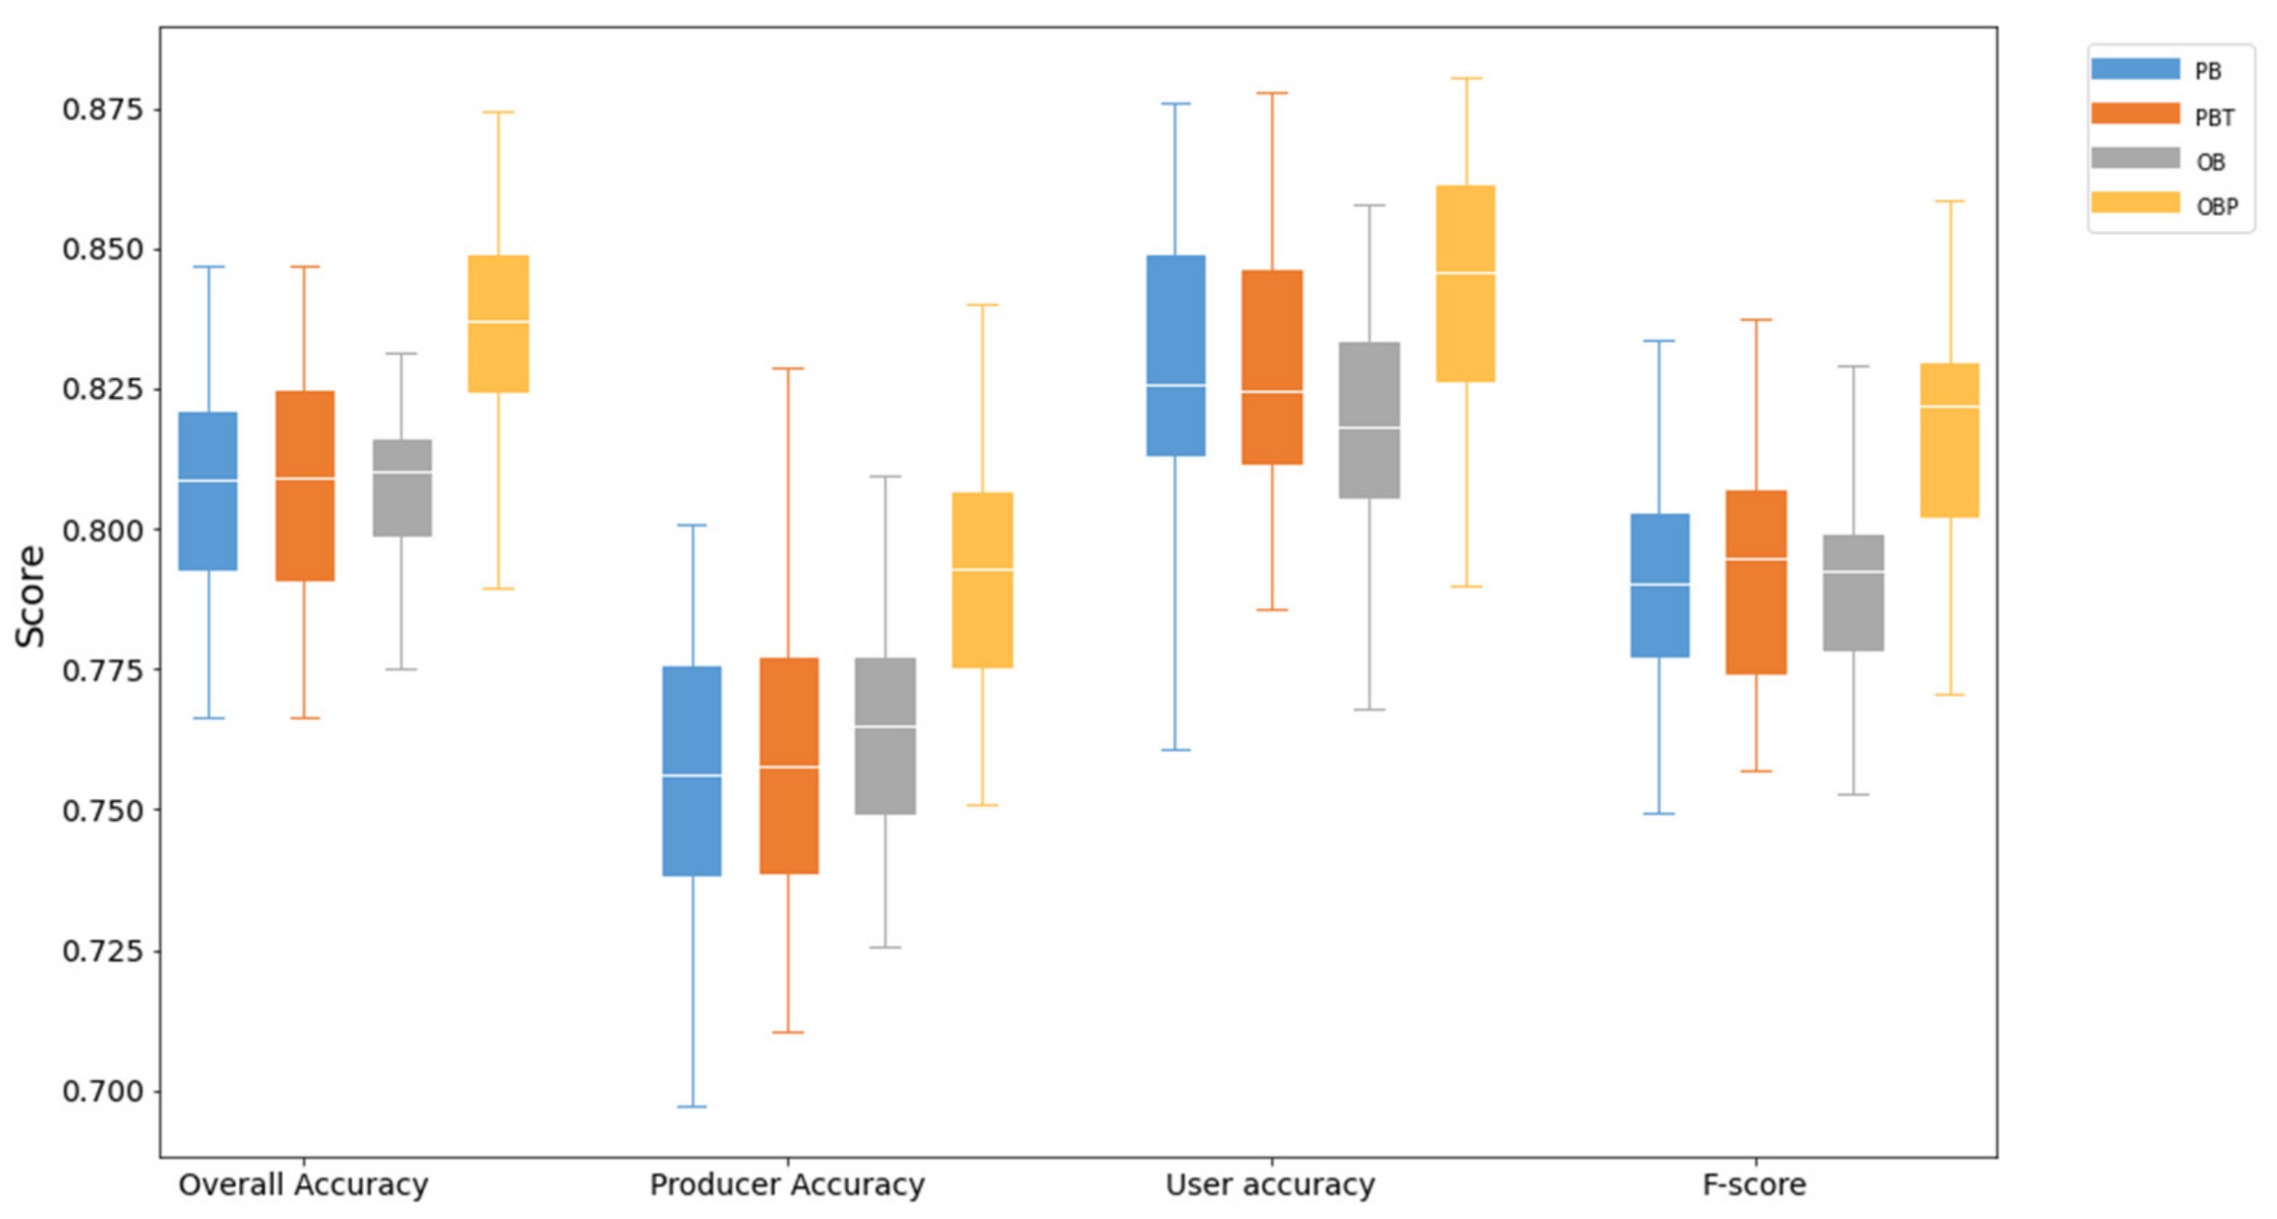 0.875
0.850
0.825
0.800
0.775
0.750
0.725
0.700
Score
Overall Accuracy
Producer Accuracy
User accuracy
F-score
PB
PBT
OB
OBP